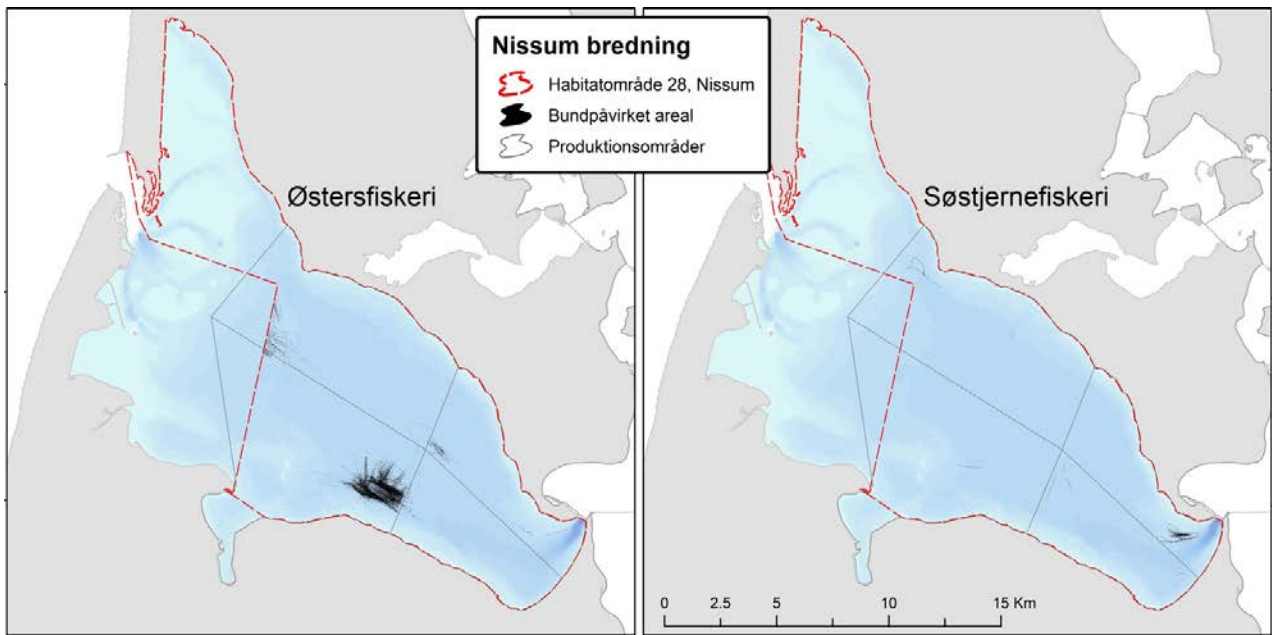 Nissum bredning
Habitatområde 28, Nissum
Bundpåvirket areal
Produktionsområder
Østersfiskeri
Søstjernefiskeri
0 2.5 5 10 15 Km